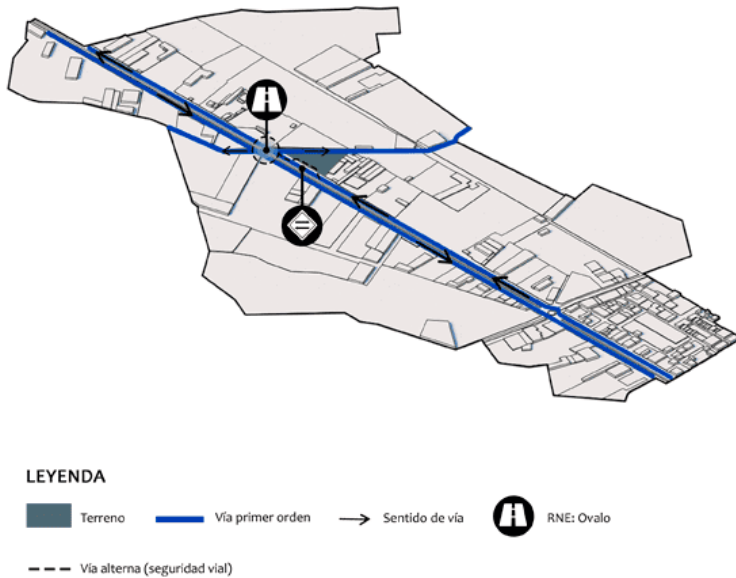 LEYENDA
Terreno
Vía primer orden
Sentido de vía
RNE: Ovalo
Vía alterna (seguridad vial)